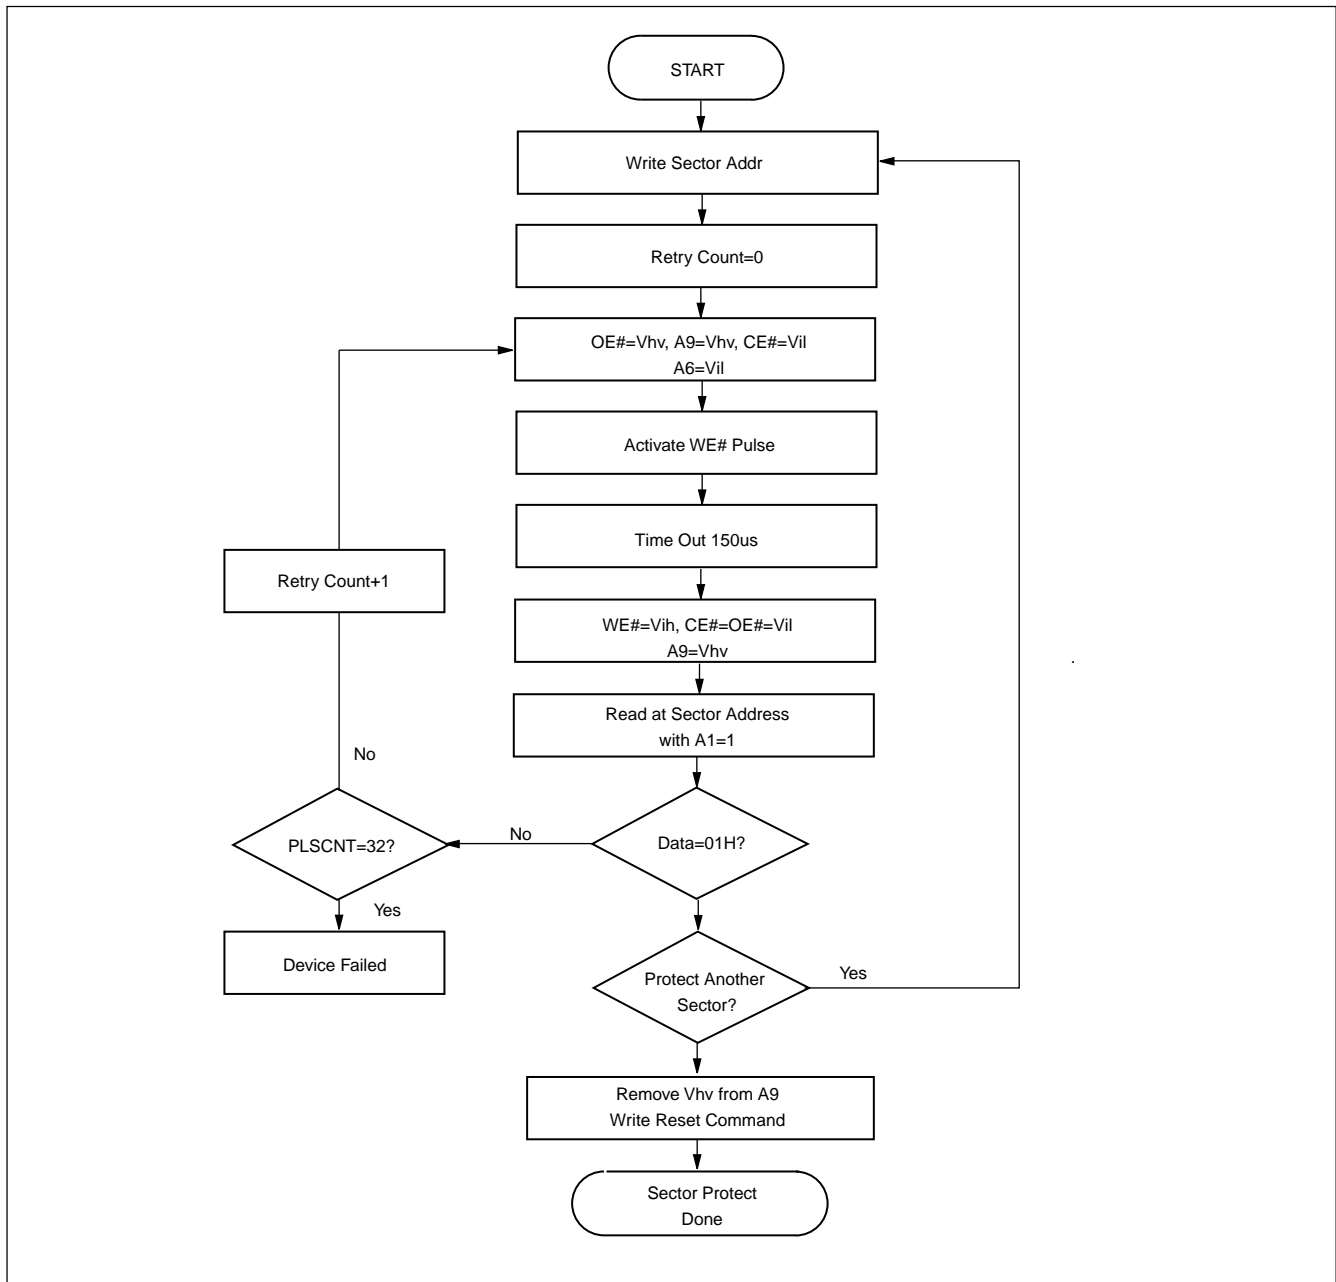 START
Write Sector Addr
Retry Count=0
OE#=Vhv, A9=Vhv, CE#=Vil
A6=Vil
Activate WE# Pulse
Time Out 150us
Retry Count+1
WE#=Vih, CE#=OE#=Vil
A9=Vhv
Read at Sector Address
with A1=1
No
No
PLSCNT=32?
Data=01H?
Yes
Device Failed
Protect Another
Sector?
Yes
Remove Vhv from A9
Write Reset Command
Sector Protect
Done